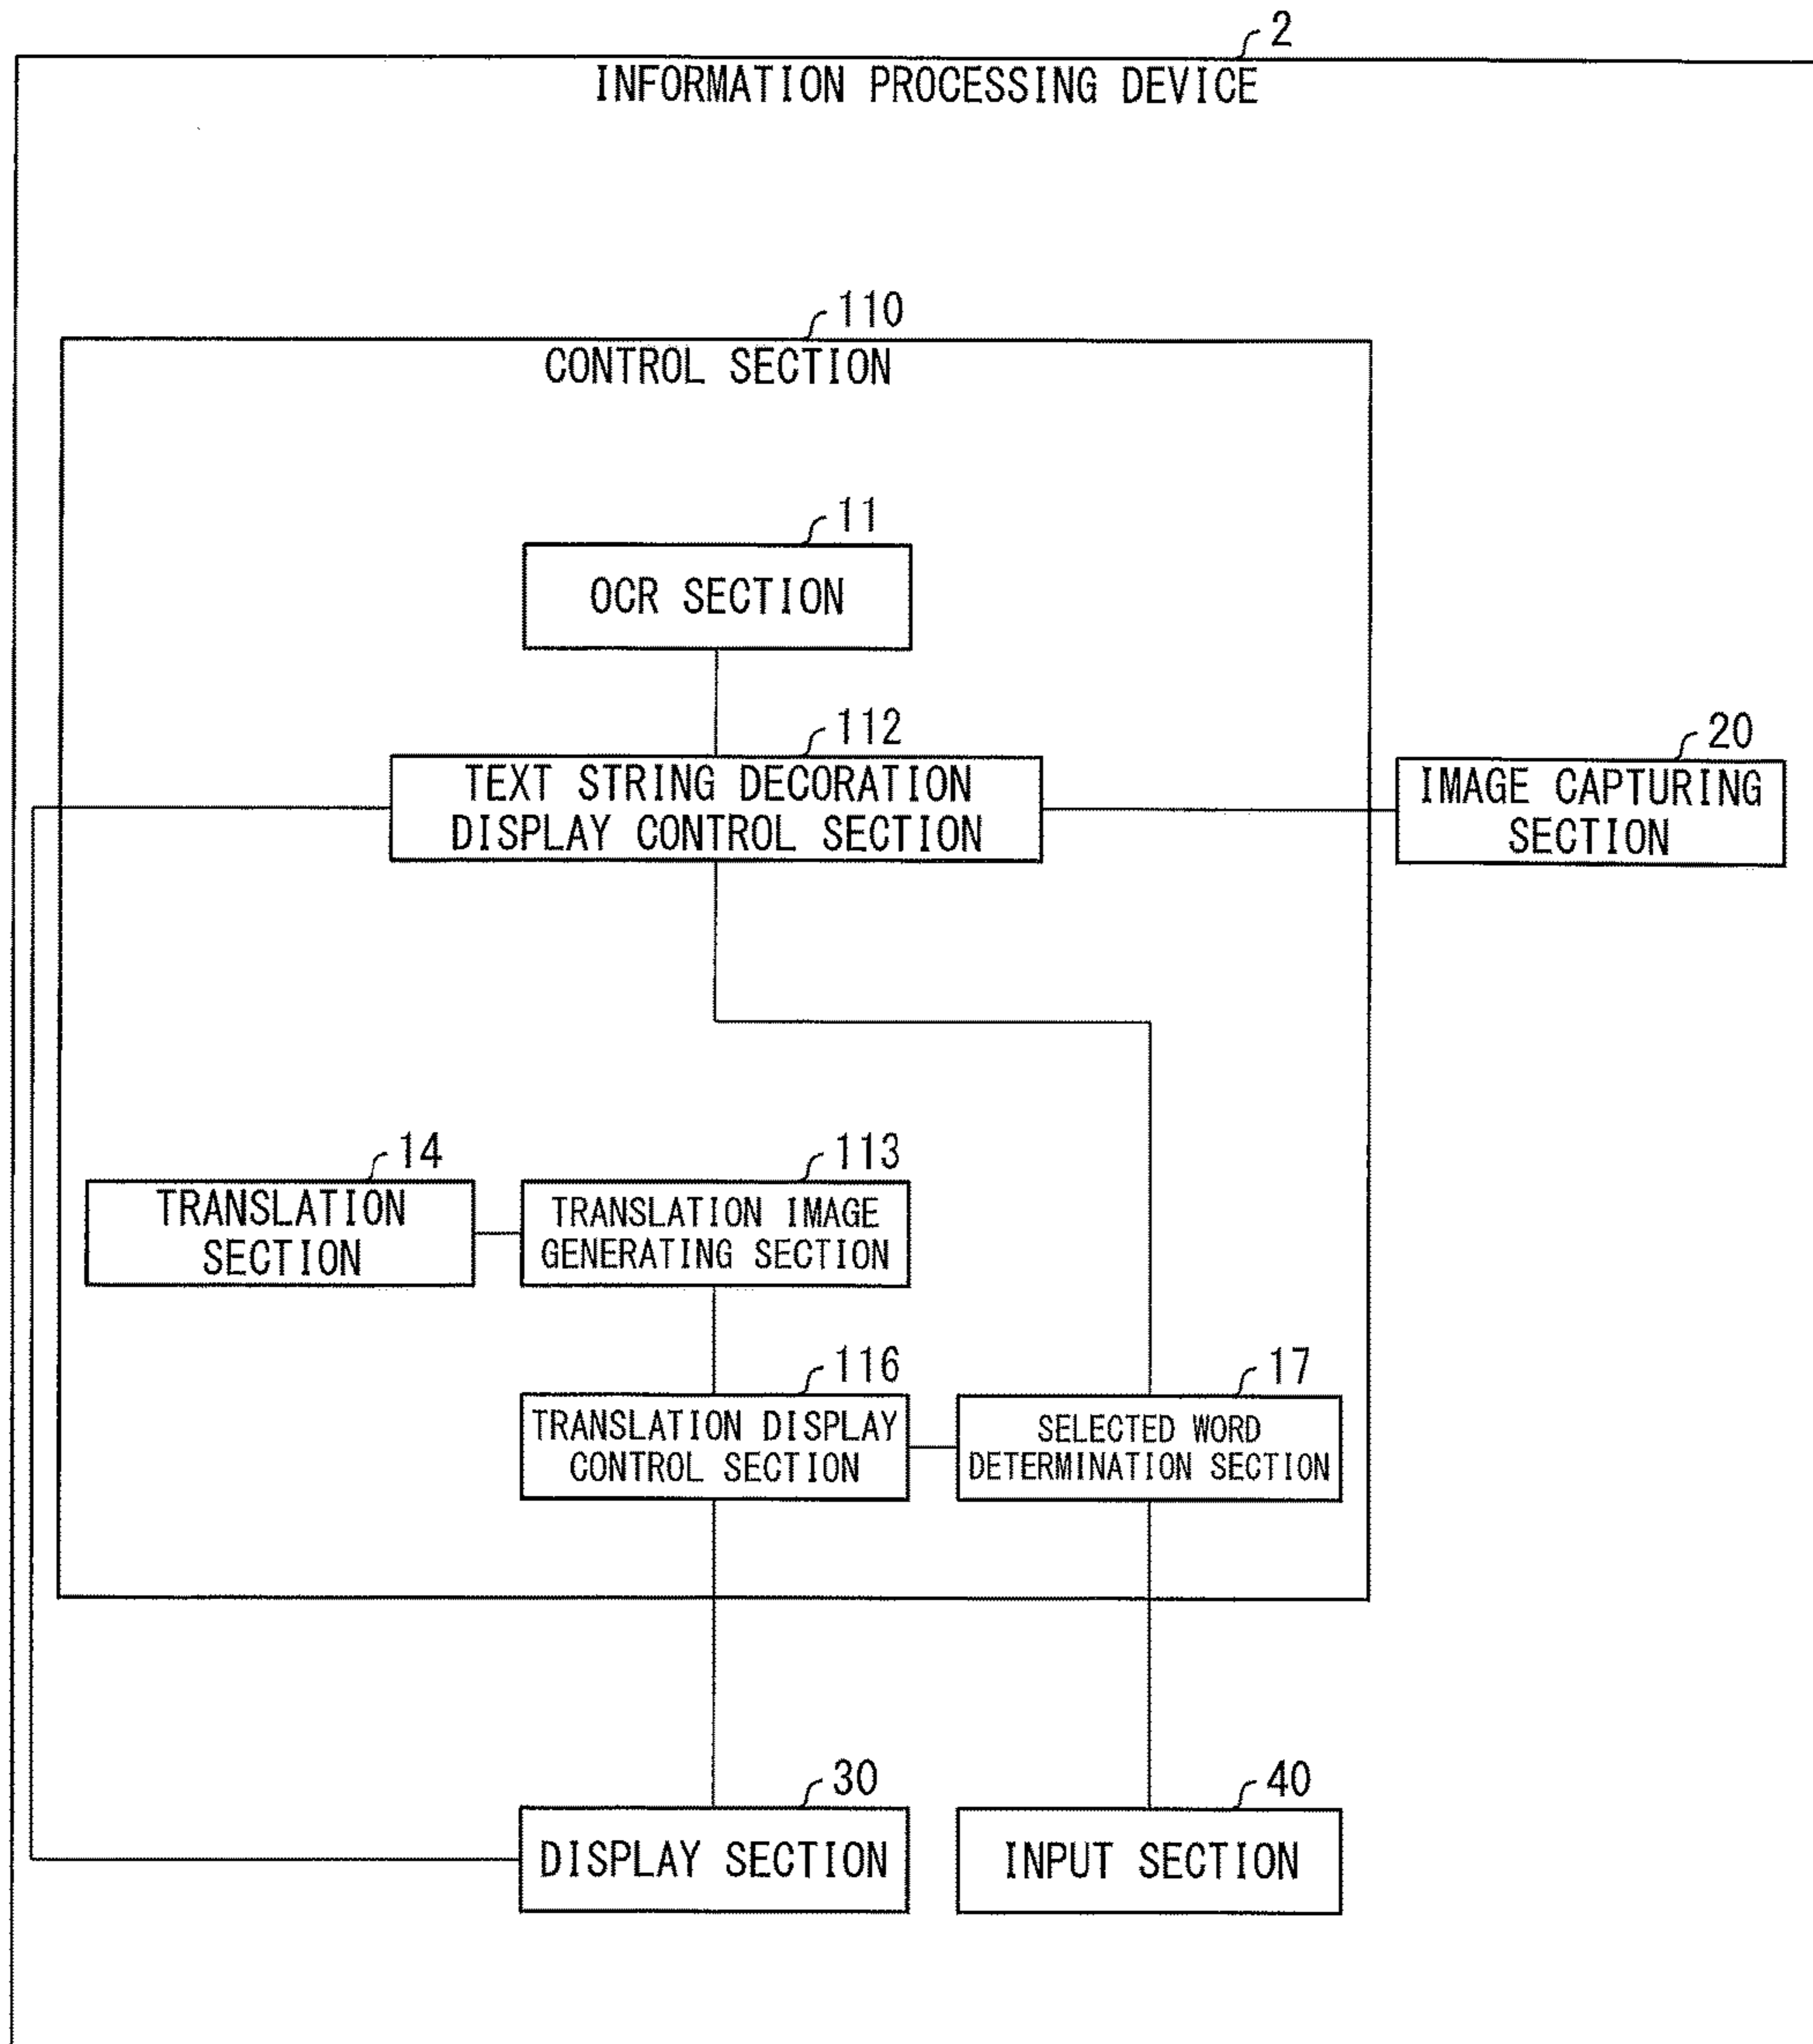 2
INFORMATION PROCESSING DEVICE
110
CONTROL SECTION
11
OCR SECTION
112
TEXT STRING DECORATION
DISPLAY CONTROL SECTION
20
IMAGE CAPTURING
SECTION
14
TRANSLATION
SECTION
113
TRANSLATION IMAGE
GENERATING SECTION
116
TRANSLATION DISPLAY
CONTROL SECTION
17
SELECTED WORD
DETERMINATION SECTION
30
DISPLAY SECTION
40
INPUT SECTION